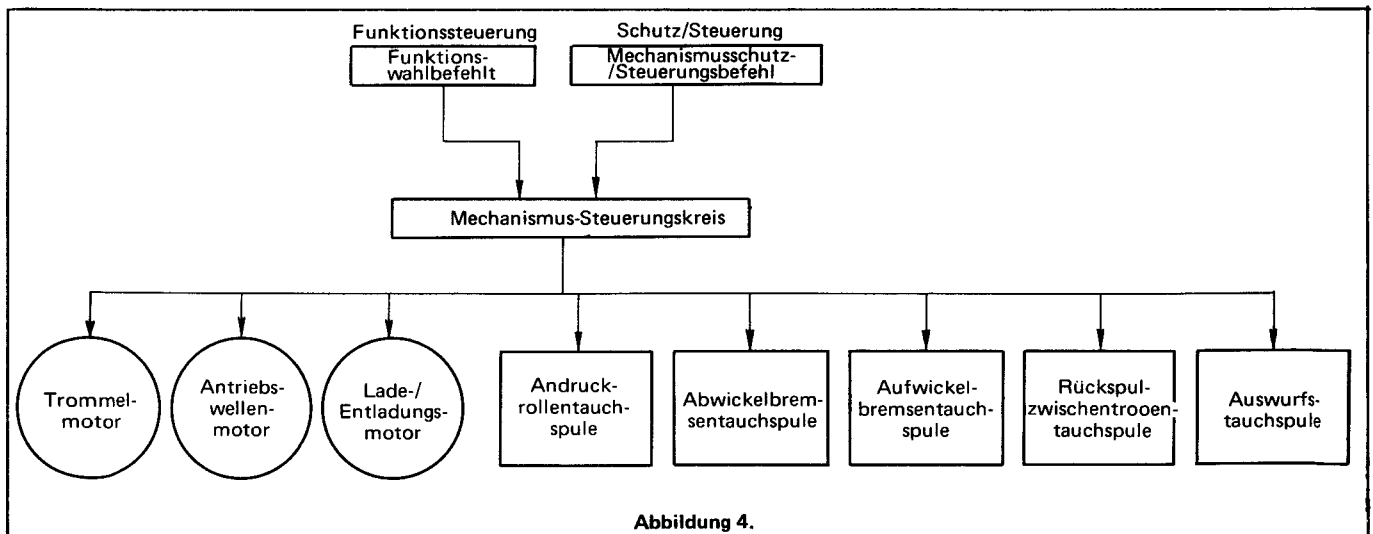 Funktionssteuerung
Funktions-
wahlbefehlt
Schutz/Steuerung
Mechanismusschutz-
/Steuerungsbefehl
Mechanismus-Steuerungskreis
Trommel-
motor
Antriebs-
wellen-
motor
Lade-/
Entladungs-
motor
Andruck-
rollentauch-
spule
Abwickelbrem-
sentauchspule
Aufwickel-
bremsentauch-
spule
Rückspul-
zwischentrooen-
tauchspule
Auswurfs-
tauchspule
Abbildung 4.